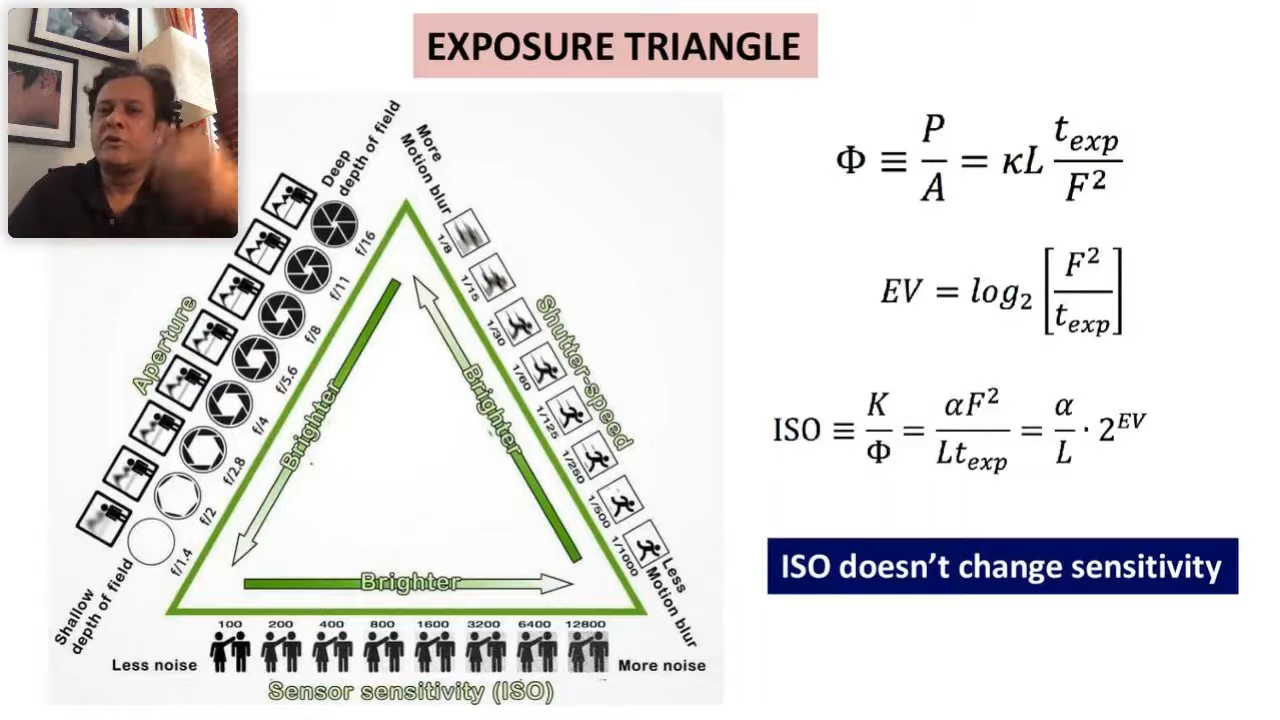 EXPOSURE TRIANGLE
Deep
depth of field
More
Motion blur
Aperture
f/16
f/11
f/8
f/5.6
f/4
f/2.8
f/2
f/1.4
Shallow
depth of field
1/8
1/15
1/30
1/60
1/125
1/250
1/500
1/1000
Shutter-speed
Less
Motion blur
Brighter
Brighter
Brighter
100 200 400 800 1600 3200 6400 12800
Less noise
More noise
Sensor sensitivity (ISO)
Φ ≡ P/A = κL t_exp/F²
EV = log₂ [F²/t_exp]
ISO ≡ K/Φ = αF²/Lt_exp = α/L · 2^EV
ISO doesn’t change sensitivity